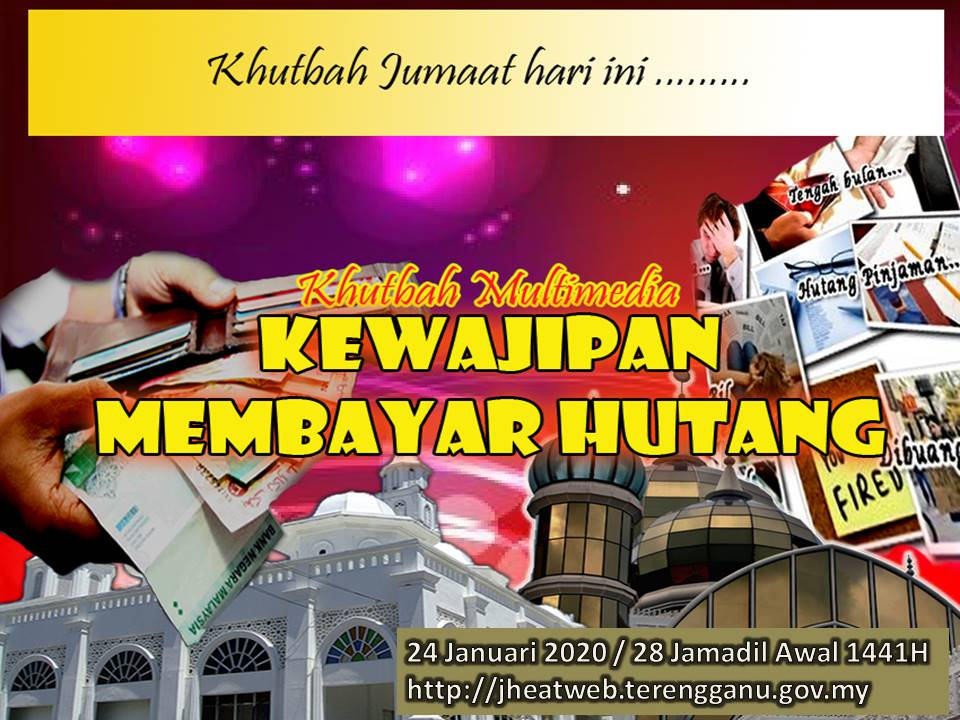 Khutbah Jumaat hari ini .........
Tengah bulan...
Hutang Pinjaman...
Khutbah Multimedia
KEWAJIPAN
MEMBAYAR HUTANG
BILL
Dibuang
FIRED
BANK NEGARA MALAYSIA
24 Januari 2020 / 28 Jamadil Awal 1441H
http://jheatweb.terengganu.gov.my